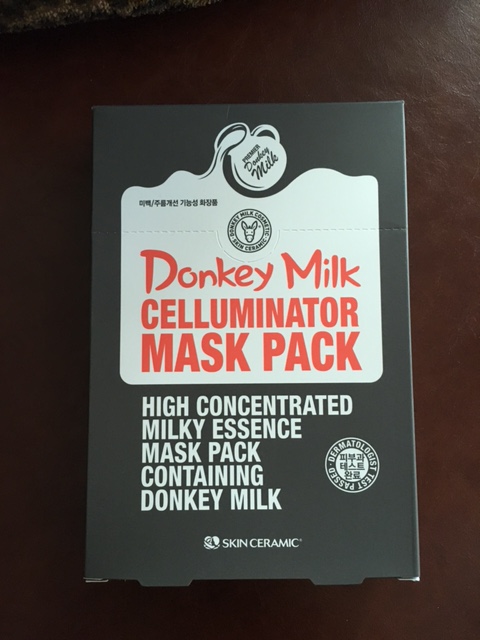 PREMIER
Donkey
Milk
미백/주름개선 기능성 화장품
DONKEY MILK COSMETIC
SKIN CERAMIC
Donkey Milk
CELLUMINATOR
MASK PACK
HIGH CONCENTRATED
MILKY ESSENCE
MASK PACK
CONTAINING
DONKEY MILK
DERMATOLOGIST TEST PASSED
피부과
테스트
완료
SKIN CERAMIC